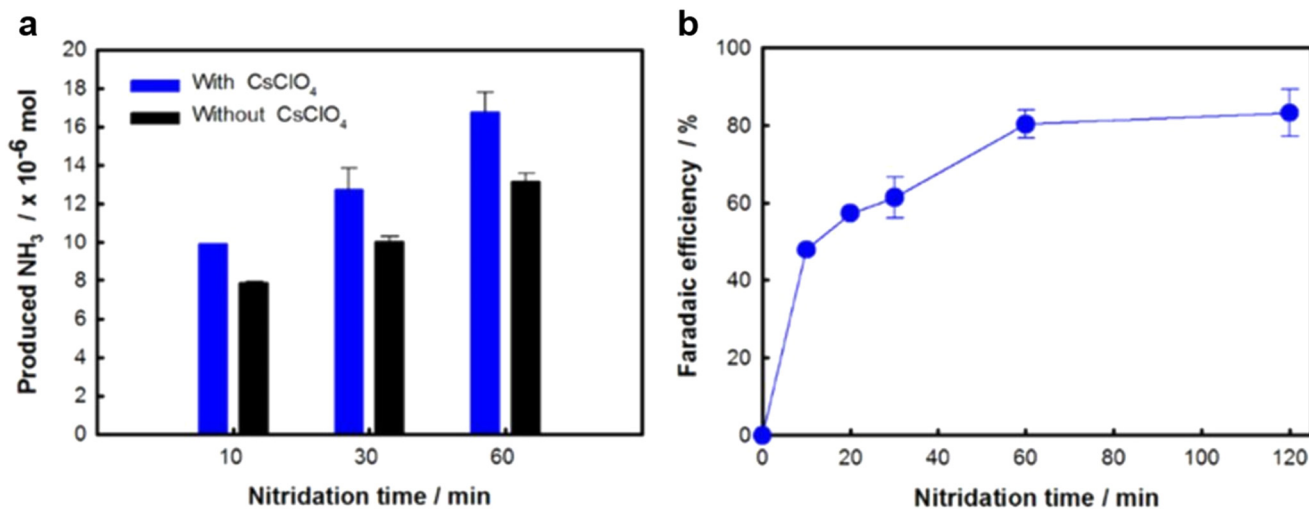 a
20
18
16
14
12
10
8
6
4
2
0
With CsClO₄
Without CsClO₄
Produced NH₃ / x 10⁻⁶ mol
10 30 60
Nitridation time / min
b
100
80
60
40
20
0
Faradaic efficiency / %
0 20 40 60 80 100 120
Nitridation time / min